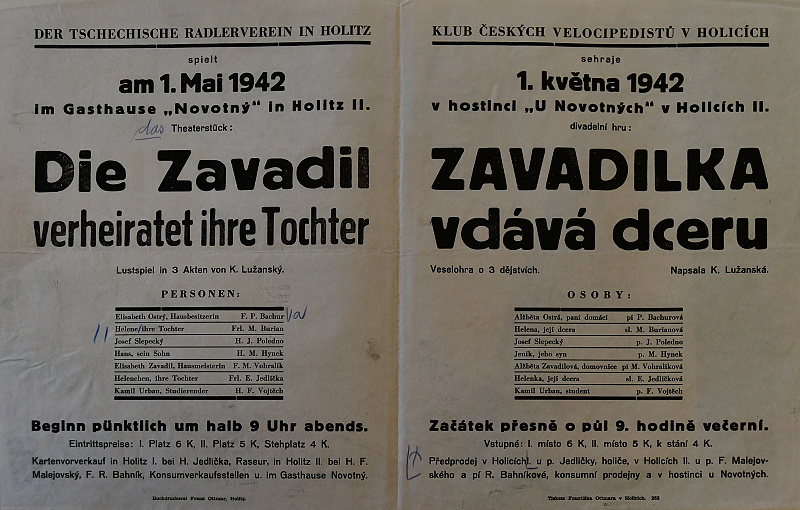 DER TSCHECHISCHE RADLERVEREIN IN HOLITZ
spielt
am 1. Mai 1942
im Gasthause „Novotný" in Holitz II.
das Theaterstück:
Die Zavadil
verheiratet ihre Tochter
Lustspiel in 3 Akten von K. Lužanský.
PERSONEN:
Elisabeth Ostrý, Hausbesitzerin F. P. Bachur
Helene, ihre Tochter Frl. M. Burian
Josef Slepecký H. J. Poledno
Hans, sein Sohn H. M. Hynek
Elisabeth Zavadil, Hausmeisterin F. M. Vohralík
Helenchen, ihre Tochter Frl. E. Jedlička
Kamil Urban, Studierender H. F. Vojtěch
Beginn pünktlich um halb 9 Uhr abends.
Eintrittspreise: I. Platz 6 K, II. Platz 5 K, Stehplatz 4 K.
Kartenvorverkauf in Holitz I. bei H. Jedlička, Raseur, in Holitz II. bei H. F.
Malejovský, F. R. Bahník, Konsumverkaufsstellen u. im Gasthause Novotný.
Buchdruckerei Franz Ottmar, Holitz.
KLUB ČESKÝCH VELOCIPEDISTŮ V HOLICÍCH
sehraje
1. května 1942
v hostinci „U Novotných" v Holicích II.
divadelní hru:
ZAVADILKA
vdává dceru
Veselohra o 3 dějstvích. Napsala K. Lužanská.
OSOBY:
Alžběta Ostrá, paní domácí pí P. Bachurová
Helena, její dcera sl. M. Burianová
Josef Slepecký p. J. Poledno
Jeník, jeho syn p. M. Hynek
Alžběta Zavadilová, domovnice pí M. Vohralíková
Helenka, její dcera sl. E. Jedličková
Kamil Urban, student p. F. Vojtěch
Začátek přesně o půl 9. hodině večerní.
Vstupné: I. místo 6 K, II. místo 5 K, k stání 4 K.
Předprodej v Holicích I. u p. Jedličky, holiče, v Holicích II. u p. F. Malejov-
ského a pí R. Bahníkové, konsumní prodejny a v hostinci u Novotných.
Tiskem Františka Ottmara v Holicích. 263